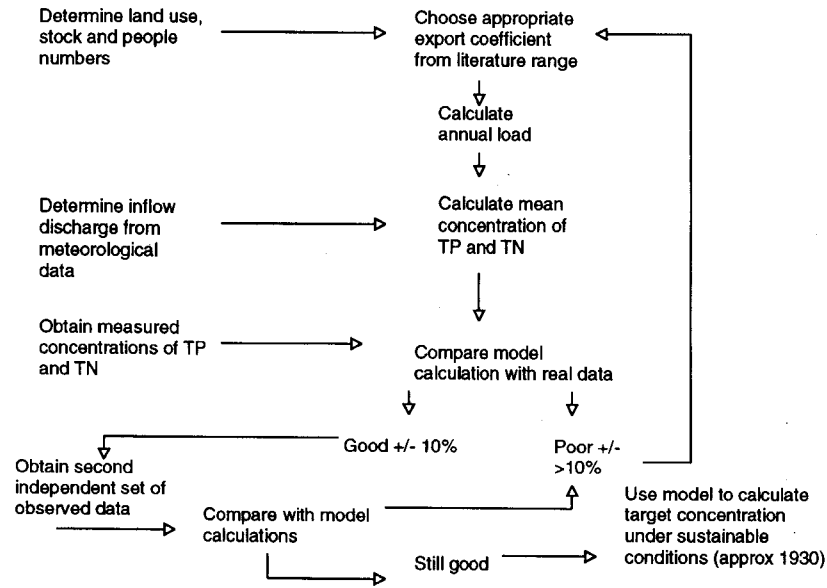 Determine land use,
stock and people
numbers
Choose appropriate
export coefficient
from literature range
Calculate
annual load
Determine inflow
discharge from
meteorological
data
Calculate mean
concentration of
TP and TN
Obtain measured
concentrations of TP
and TN
Compare model
calculation with real data
Good +/- 10%
Poor +/-
>10%
Obtain second
independent set of
observed data
Compare with model
calculations
Still good
Use model to calculate
target concentration
under sustainable
conditions (approx 1930)